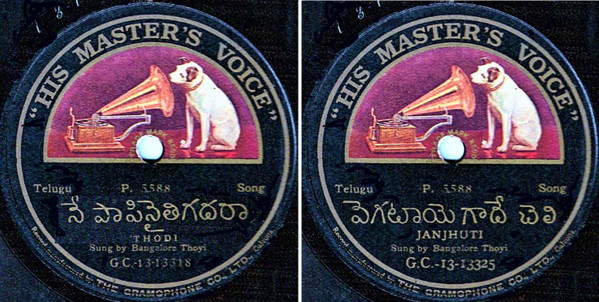 "HIS MASTER'S VOICE"
Telugu P. 5588 Song
నే పాపినైతిగదరా
THODI
Sung by Bangalore Thoyi
G.C.-13-13318
THE GRAMOPHONE CO., LTD. Calcutta.
"HIS MASTER'S VOICE"
Telugu P. 5588 Song
పెగటాయెగాదే చెలి
JANJHUTI
Sung by Bangalore Thoyi
G.C.-13-13325
THE GRAMOPHONE CO., LTD. Calcutta.